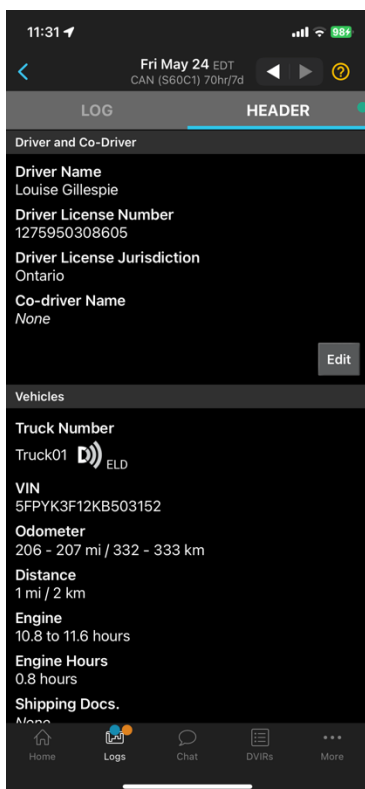 11:31
98
Fri May 24 EDT
CAN (S60C1) 70hr/7d
LOG
HEADER
Driver and Co-Driver
Driver Name
Louise Gillespie
Driver License Number
1275950308605
Driver License Jurisdiction
Ontario
Co-driver Name
None
Edit
Vehicles
Truck Number
Truck01 D))) ELD
VIN
5FPYK3F12KB503152
Odometer
206 - 207 mi / 332 - 333 km
Distance
1 mi / 2 km
Engine
10.8 to 11.6 hours
Engine Hours
0.8 hours
Shipping Docs.
None
Home
Logs
Chat
DVIRs
More